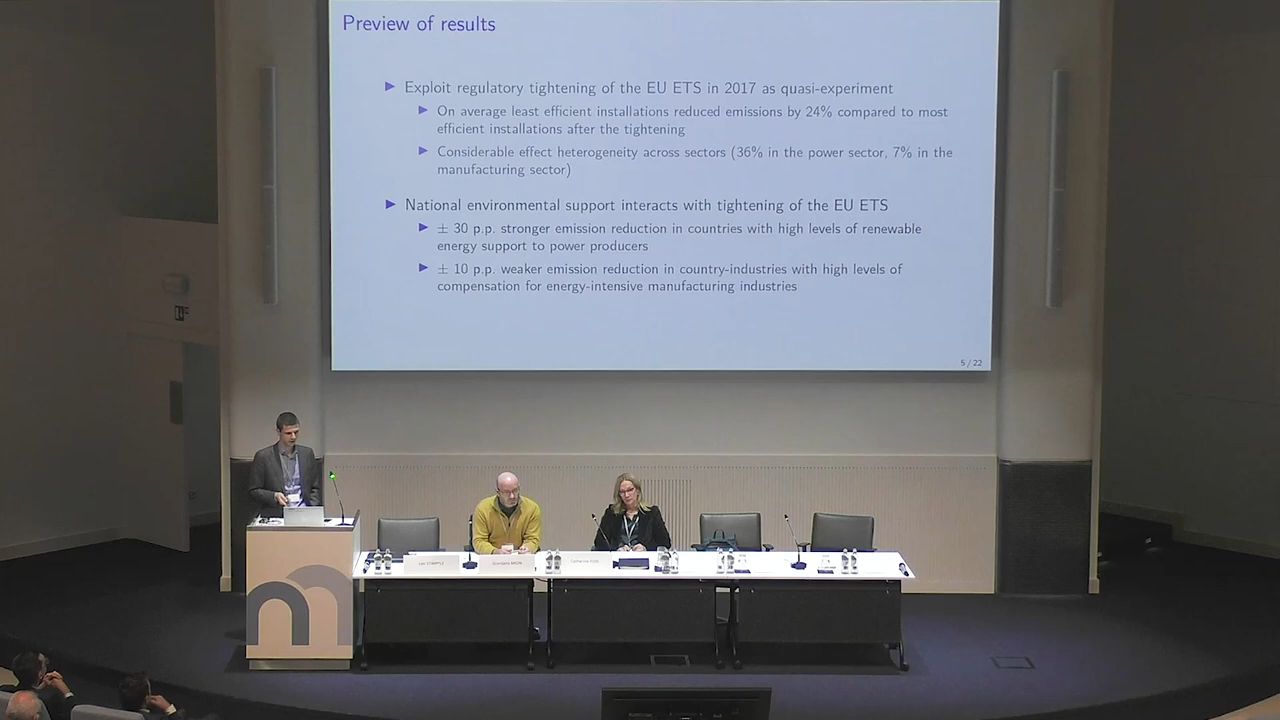 Preview of results
Exploit regulatory tightening of the EU ETS in 2017 as quasi-experiment
On average least efficient installations reduced emissions by 24% compared to most
efficient installations after the tightening
Considerable effect heterogeneity across sectors (36% in the power sector, 7% in the
manufacturing sector)
National environmental support interacts with tightening of the EU ETS
± 30 p.p. stronger emission reduction in countries with high levels of renewable
energy support to power producers
± 10 p.p. weaker emission reduction in country-industries with high levels of
compensation for energy-intensive manufacturing industries
5 / 22